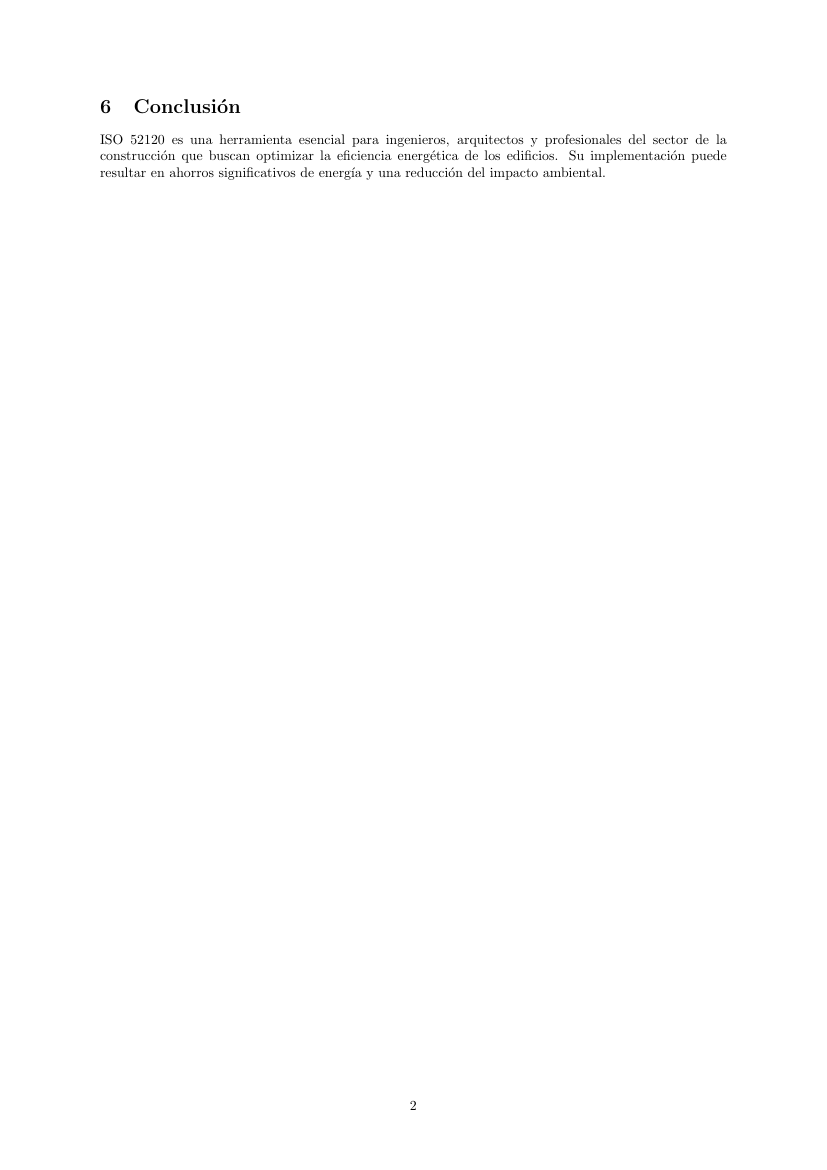 6 Conclusión
ISO 52120 es una herramienta esencial para ingenieros, arquitectos y profesionales del sector de la
construcción que buscan optimizar la eficiencia energética de los edificios. Su implementación puede
resultar en ahorros significativos de energía y una reducción del impacto ambiental.
2